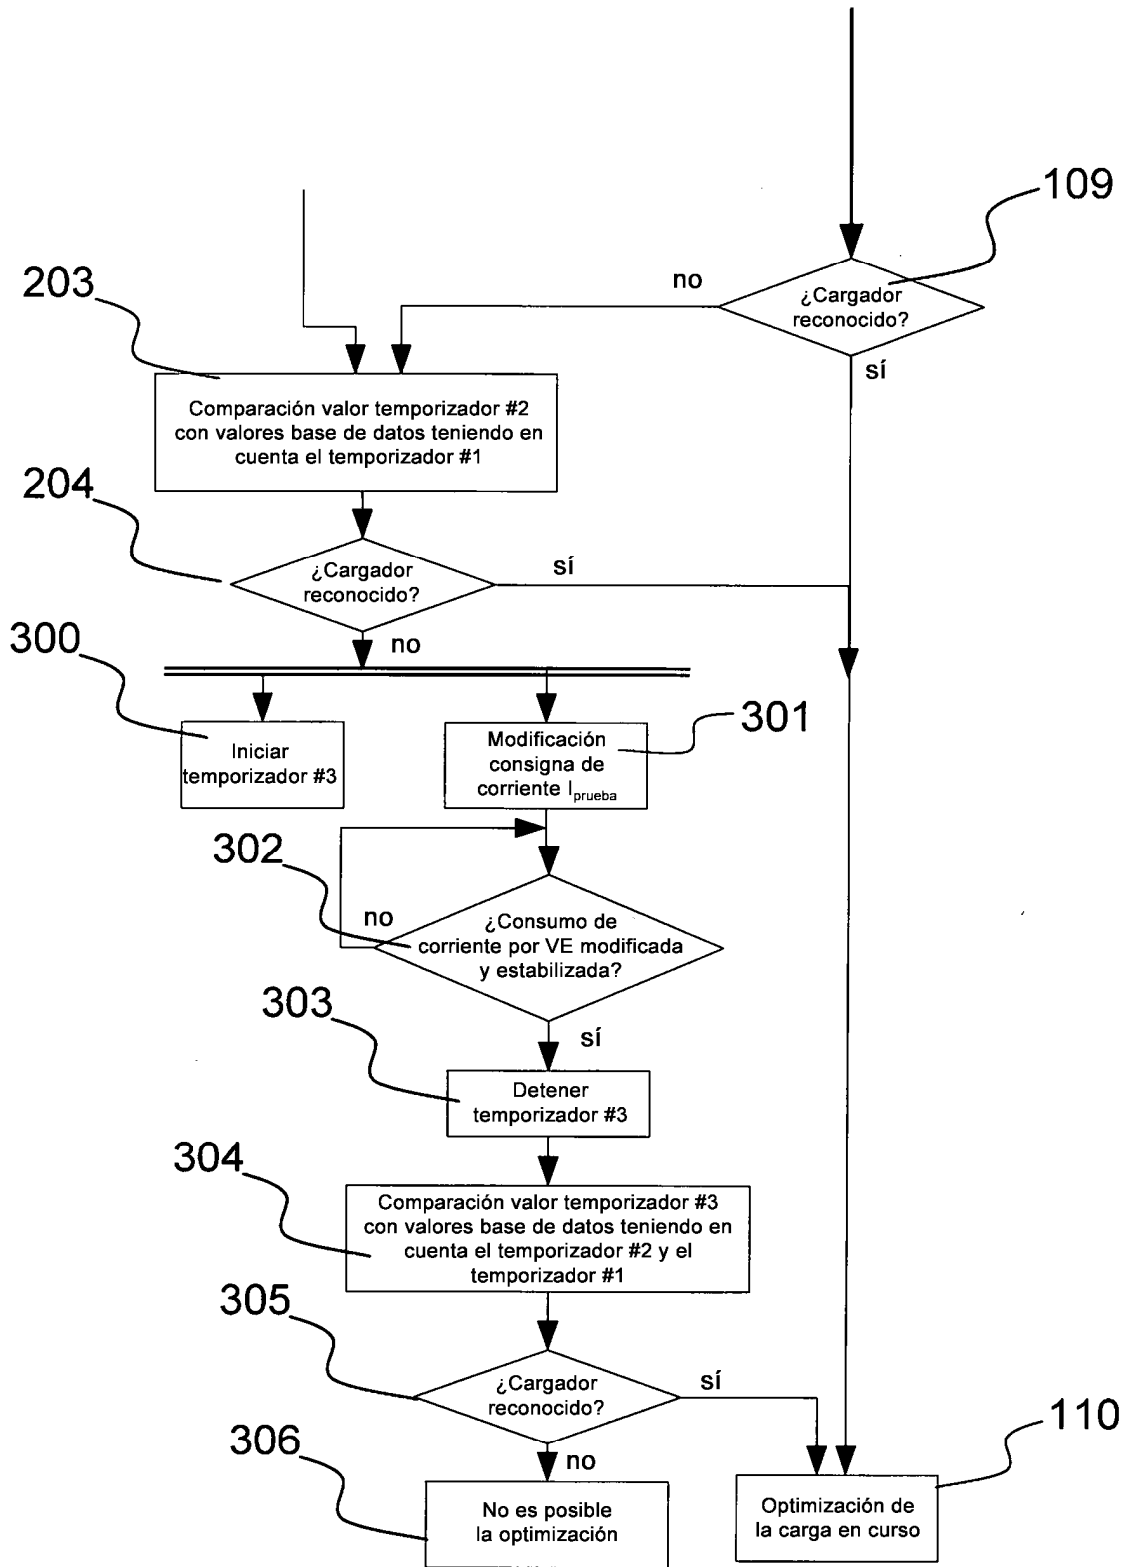 109
no
¿Cargador
reconocido?
203
sí
Comparación valor temporizador #2
con valores base de datos teniendo en
cuenta el temporizador #1
204
¿Cargador
reconocido?
sí
no
300
301
Iniciar
temporizador #3
Modificación
consigna de
corriente I_prueba
302
no
¿Consumo de
corriente por VE modificada
y estabilizada?
sí
303
Detener
temporizador #3
304
Comparación valor temporizador #3
con valores base de datos teniendo en
cuenta el temporizador #2 y el
temporizador #1
305
¿Cargador
reconocido?
sí
no
306
110
No es posible
la optimización
Optimización de
la carga en curso